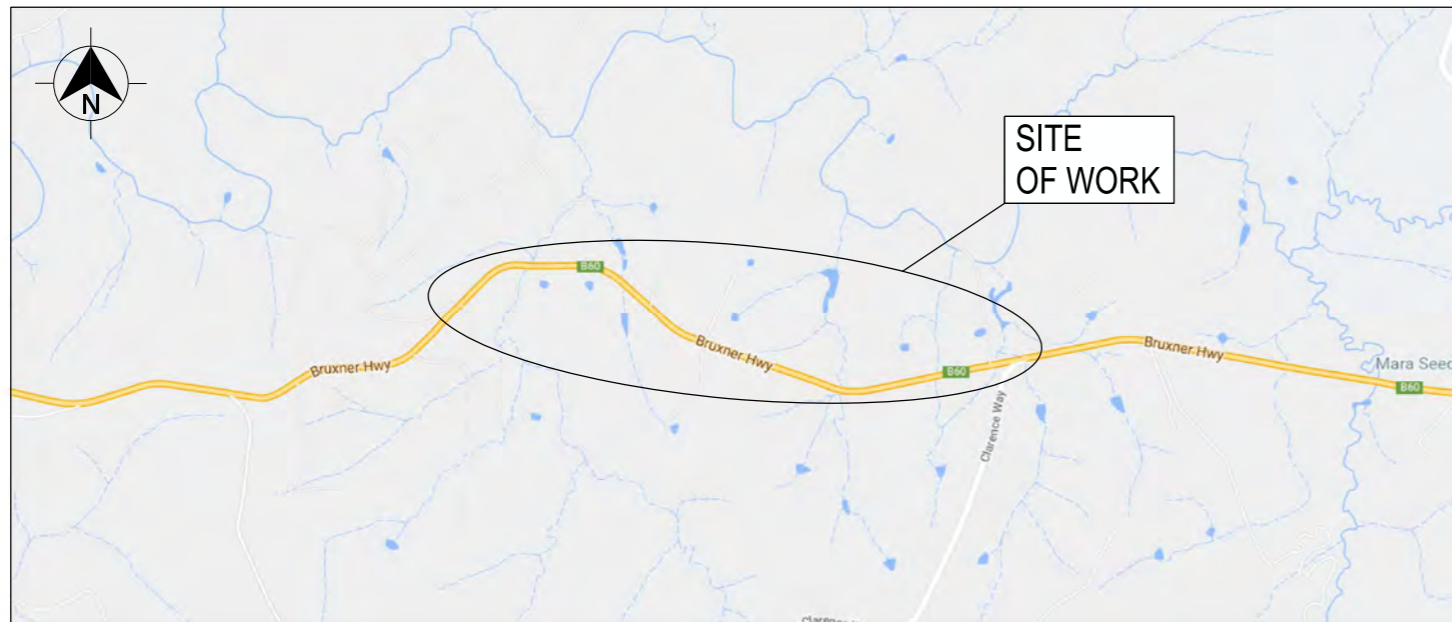 N
SITE
OF WORK
B60
Bruxner Hwy
Bruxner Hwy
Bruxner Hwy
Mara Seed
B60
B60
Clarence Way